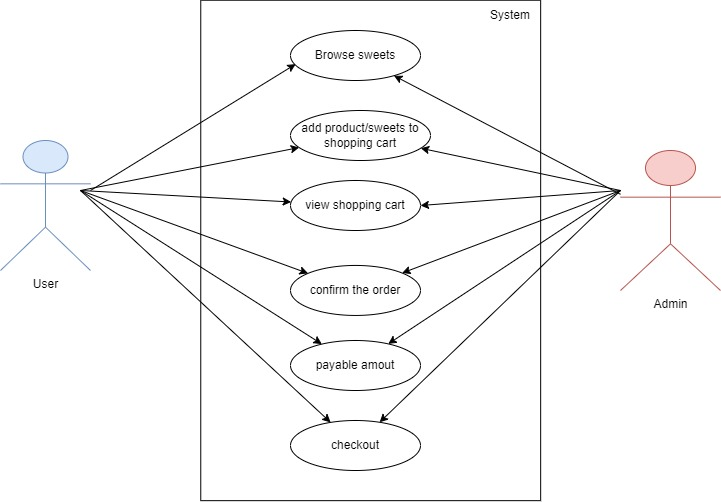 System
Browse sweets
add product/sweets to
shopping cart
view shopping cart
confirm the order
payable amout
checkout
User
Admin